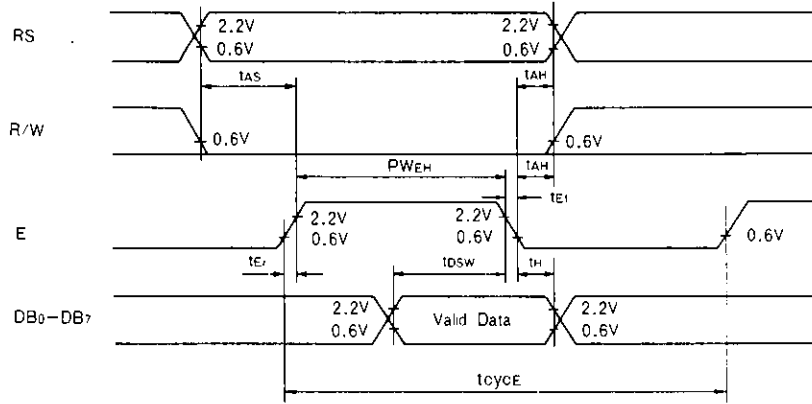 RS
2.2V
0.6V
2.2V
0.6V
tAS
tAH
R/W
0.6V
0.6V
PWEH
tAH
tEf
E
2.2V
0.6V
2.2V
0.6V
0.6V
tEr
tDSW
tH
DB0-DB7
2.2V
0.6V
Valid Data
2.2V
0.6V
tcycE